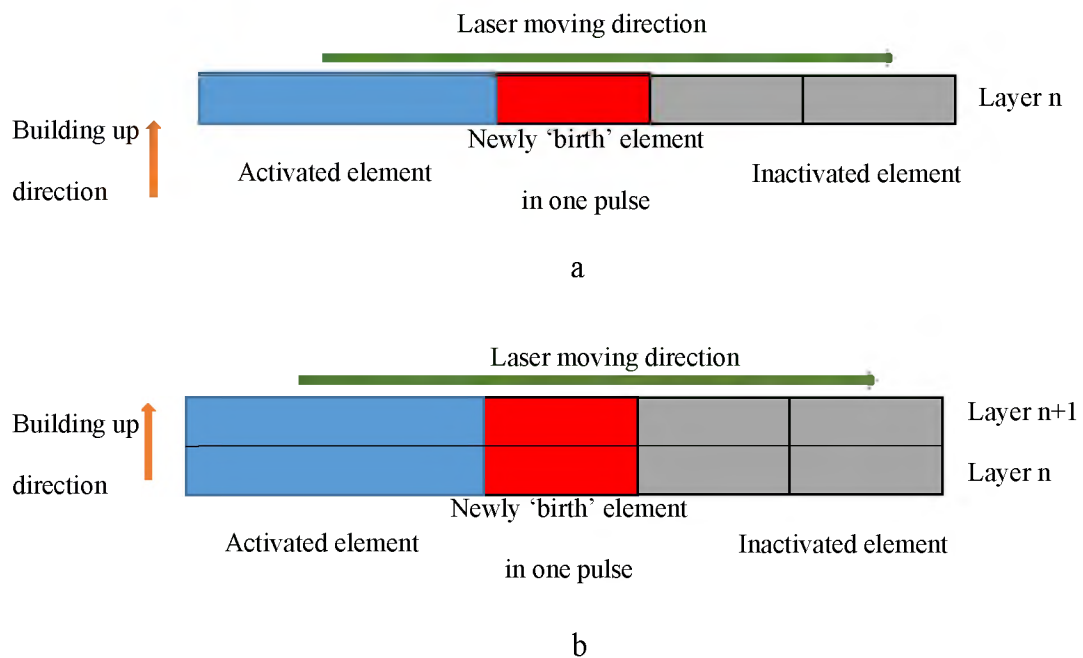 Laser moving direction
Layer n
Building up
direction
Newly ‘birth’ element
in one pulse
Activated element
Inactivated element
a
Laser moving direction
Layer n+1
Building up
direction
Layer n
Newly ‘birth’ element
in one pulse
Activated element
Inactivated element
b